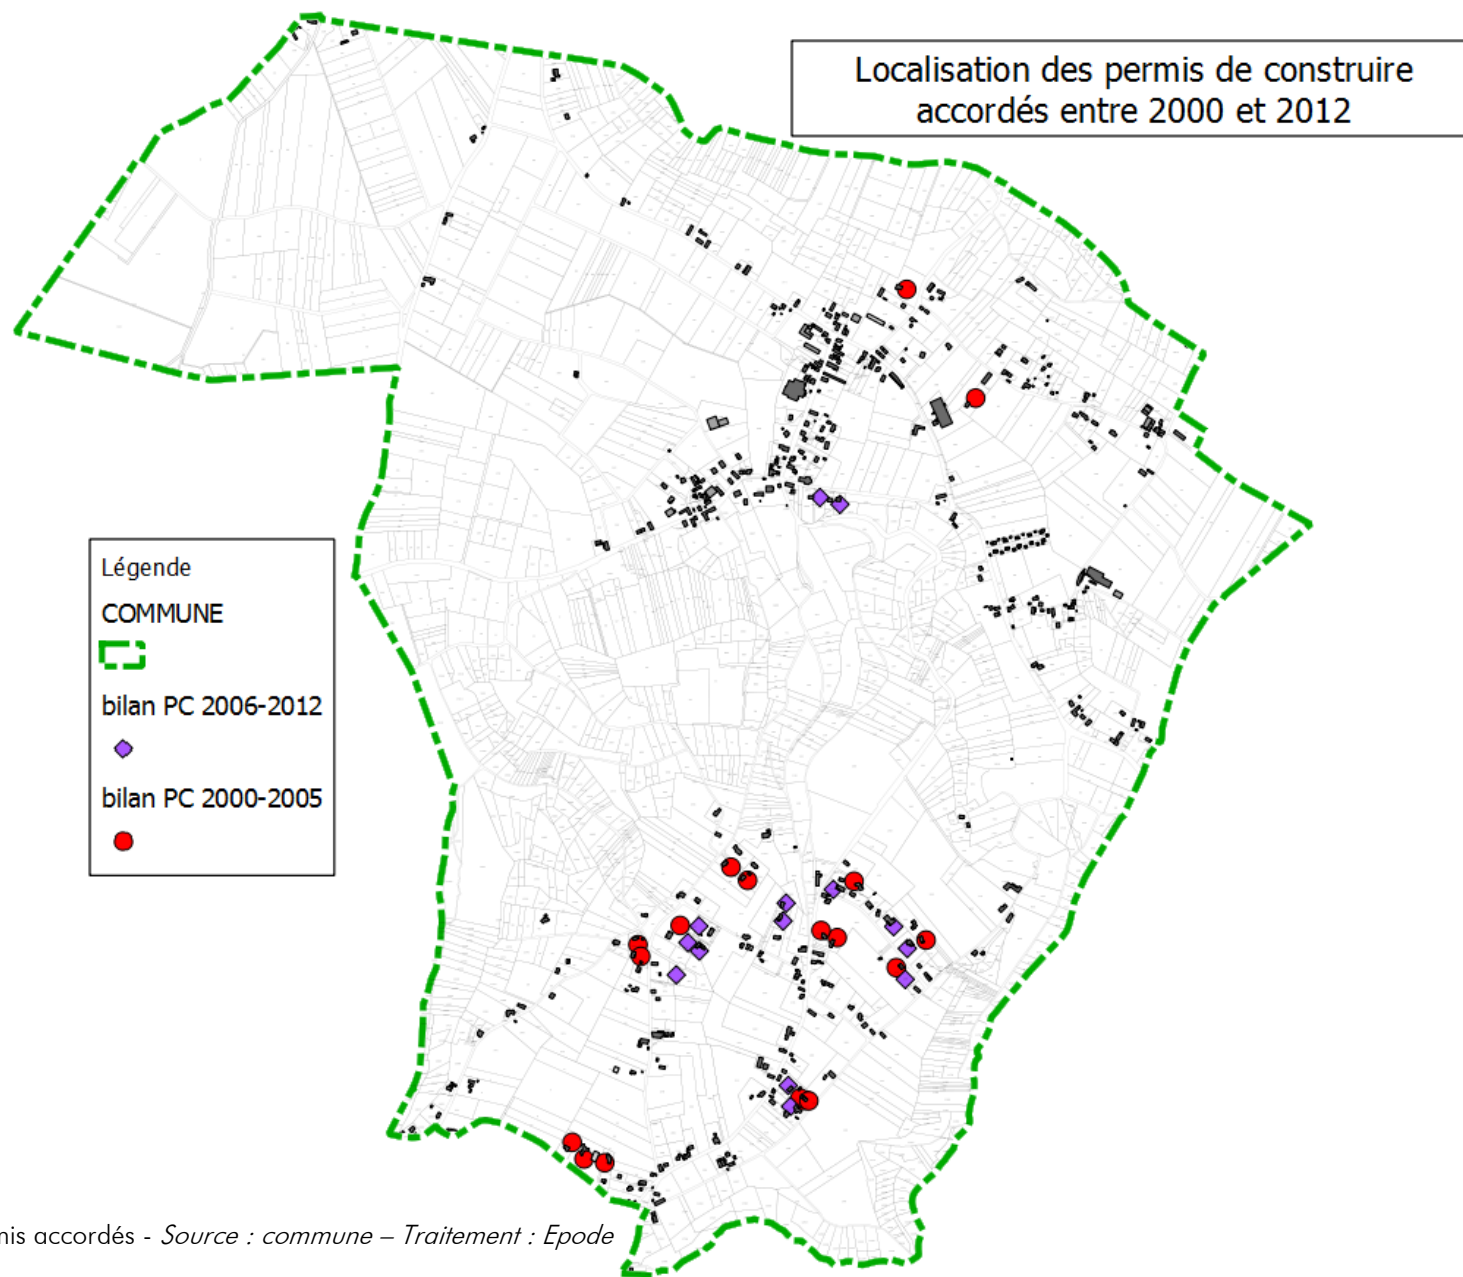 Localisation des permis de construire
accordés entre 2000 et 2012
Légende
COMMUNE
bilan PC 2006-2012
bilan PC 2000-2005
accordés - Source : commune – Traitement : Epode